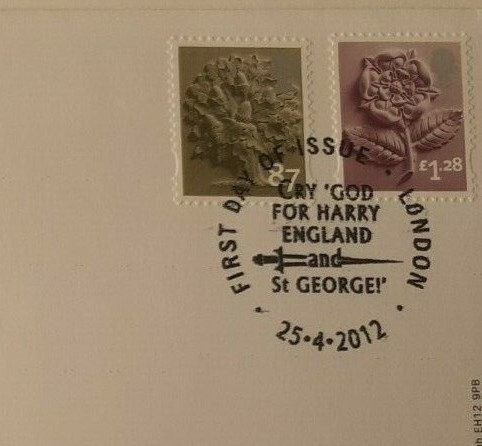 87
£1.28
FIRST DAY OF ISSUE · LONDON ·
CRY 'GOD
FOR HARRY
ENGLAND
and
St GEORGE!'
25·4·2012
h EH12 9PB